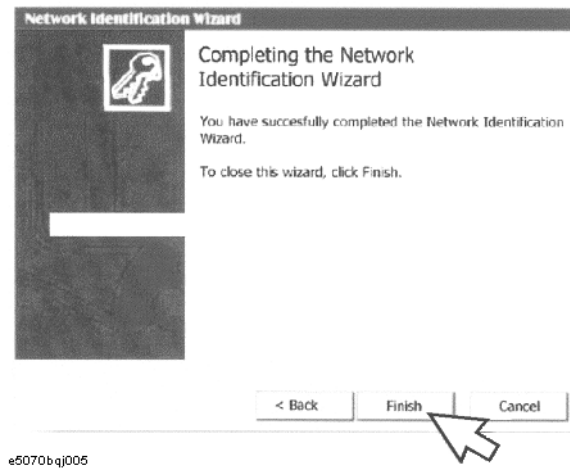 Network Identification Wizard
Completing the Network
Identification Wizard
You have succesfully completed the Network Identification
Wizard.
To close this wizard, click Finish.
< Back
Finish
Cancel
e5070bqj005